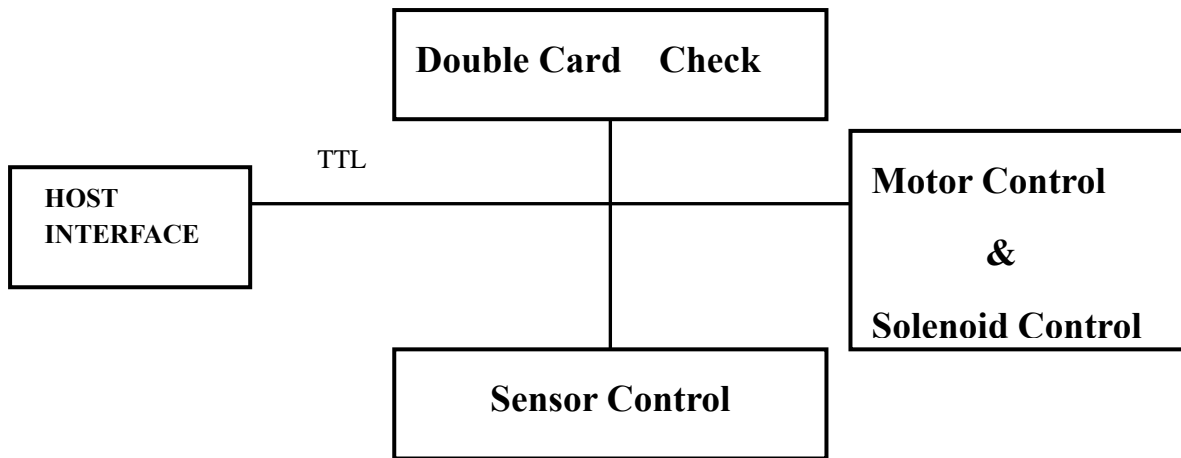 Double Card Check
TTL
HOST
INTERFACE
Motor Control
&
Solenoid Control
Sensor Control